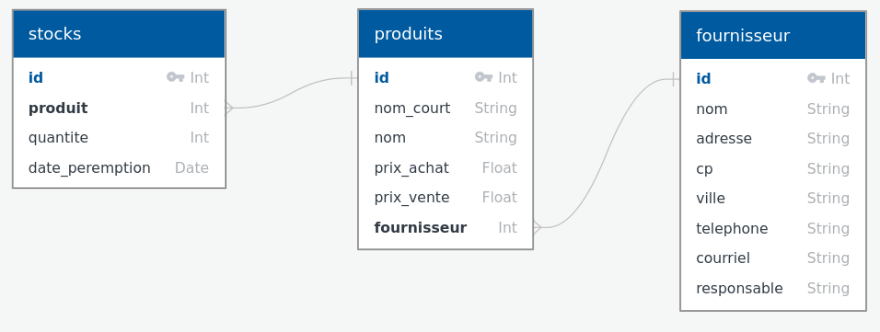 stocks
id Int
produit Int
quantite Int
date_peremption Date
produits
id Int
nom_court String
nom String
prix_achat Float
prix_vente Float
fournisseur Int
fournisseur
id Int
nom String
adresse String
cp String
ville String
telephone String
courriel String
responsable String